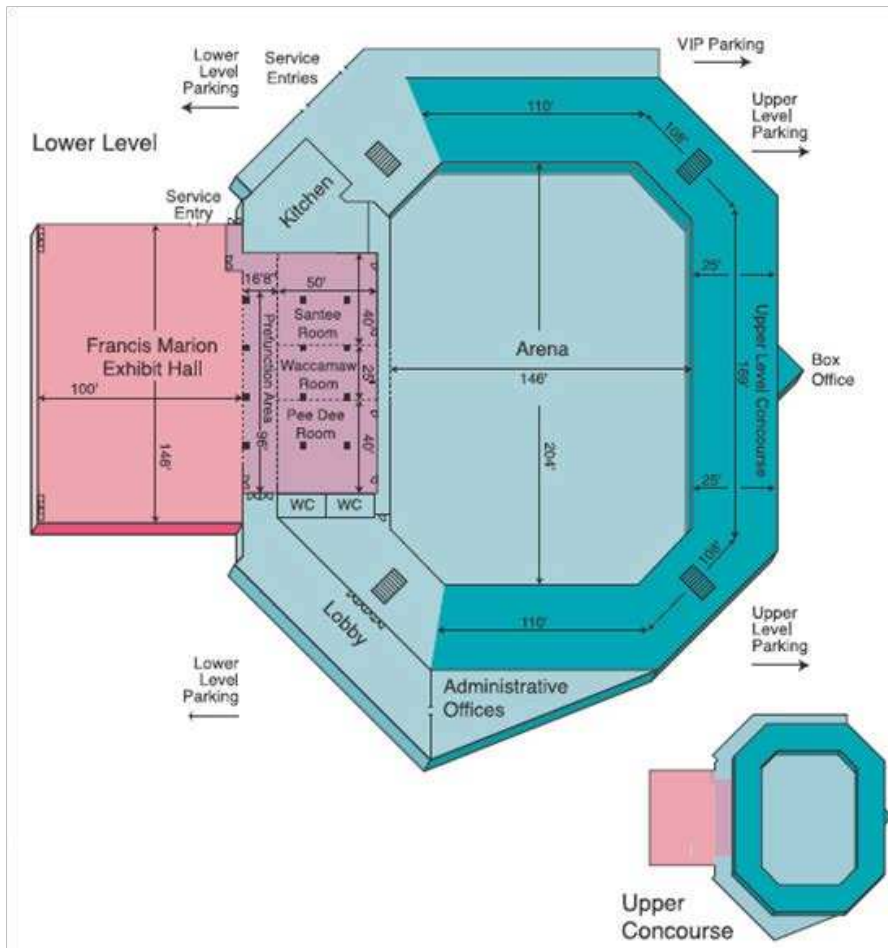 Lower
Level
Parking
Service
Entries
VIP Parking
Upper
Level
Parking
Lower Level
110'
108'
Kitchen
Service
Entry
16'8"
50'
25'
Santee
Room
40'
Francis Marion
Exhibit Hall
Prefunction Area
Waccamaw
Room
Arena
Upper Level Concourse
Box
Office
100'
146'
169'
Pee Dee
Room
96'
40'
148'
204'
25'
WC
WC
108'
Lobby
110'
Upper
Level
Parking
Lower
Level
Parking
Administrative
Offices
Upper
Concourse